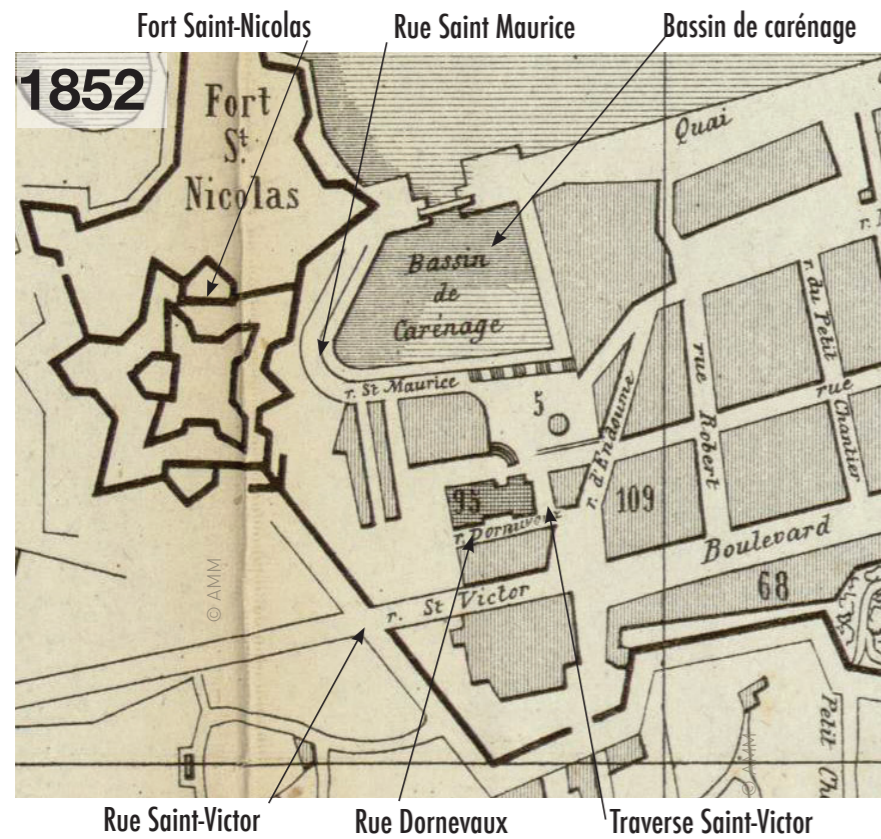 Fort Saint-Nicolas
Rue Saint Maurice
Bassin de carénage
1852
Fort
St.
Nicolas
Quai
Bassin
de
Carénage
r. St Maurice
5
r. d'Endoume
rue
Robert
r. du Petit
Chantier
rue
95
109
Boulevard
68
r. St Victor
Petit
© AMM
© AMM
Rue Saint-Victor
Rue Dornevaux
Traverse Saint-Victor